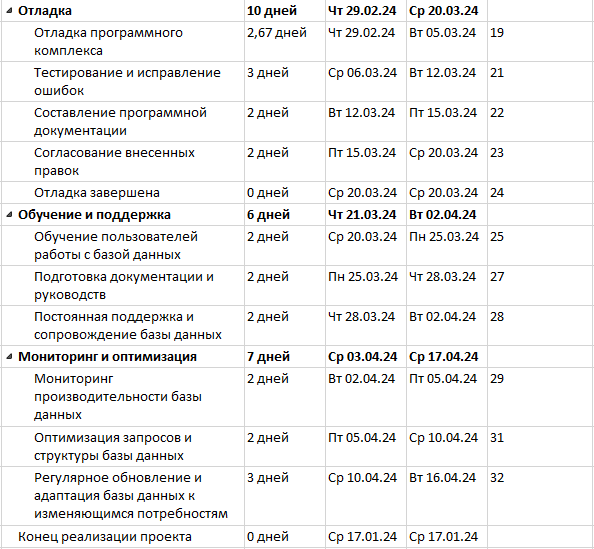 Отладка 10 дней Чт 29.02.24 Ср 20.03.24
Отладка программного 2,67 дней Чт 29.02.24 Вт 05.03.24 19
комплекса
Тестирование и исправление 3 дней Ср 06.03.24 Вт 12.03.24 21
ошибок
Составление программной 2 дней Вт 12.03.24 Пт 15.03.24 22
документации
Согласование внесенных 2 дней Пт 15.03.24 Ср 20.03.24 23
правок
Отладка завершена 0 дней Ср 20.03.24 Ср 20.03.24 24
Обучение и поддержка 6 дней Чт 21.03.24 Вт 02.04.24
Обучение пользователей 2 дней Ср 20.03.24 Пн 25.03.24 25
работы с базой данных
Подготовка документации и 2 дней Пн 25.03.24 Чт 28.03.24 27
руководств
Постоянная поддержка и 2 дней Чт 28.03.24 Вт 02.04.24 28
сопровождение базы данных
Мониторинг и оптимизация 7 дней Ср 03.04.24 Ср 17.04.24
Мониторинг 2 дней Вт 02.04.24 Пт 05.04.24 29
производительности базы
данных
Оптимизация запросов и 2 дней Пт 05.04.24 Ср 10.04.24 31
структуры базы данных
Регулярное обновление и 3 дней Ср 10.04.24 Вт 16.04.24 32
адаптация базы данных к
изменяющимся потребностям
Конец реализации проекта 0 дней Ср 17.01.24 Ср 17.01.24